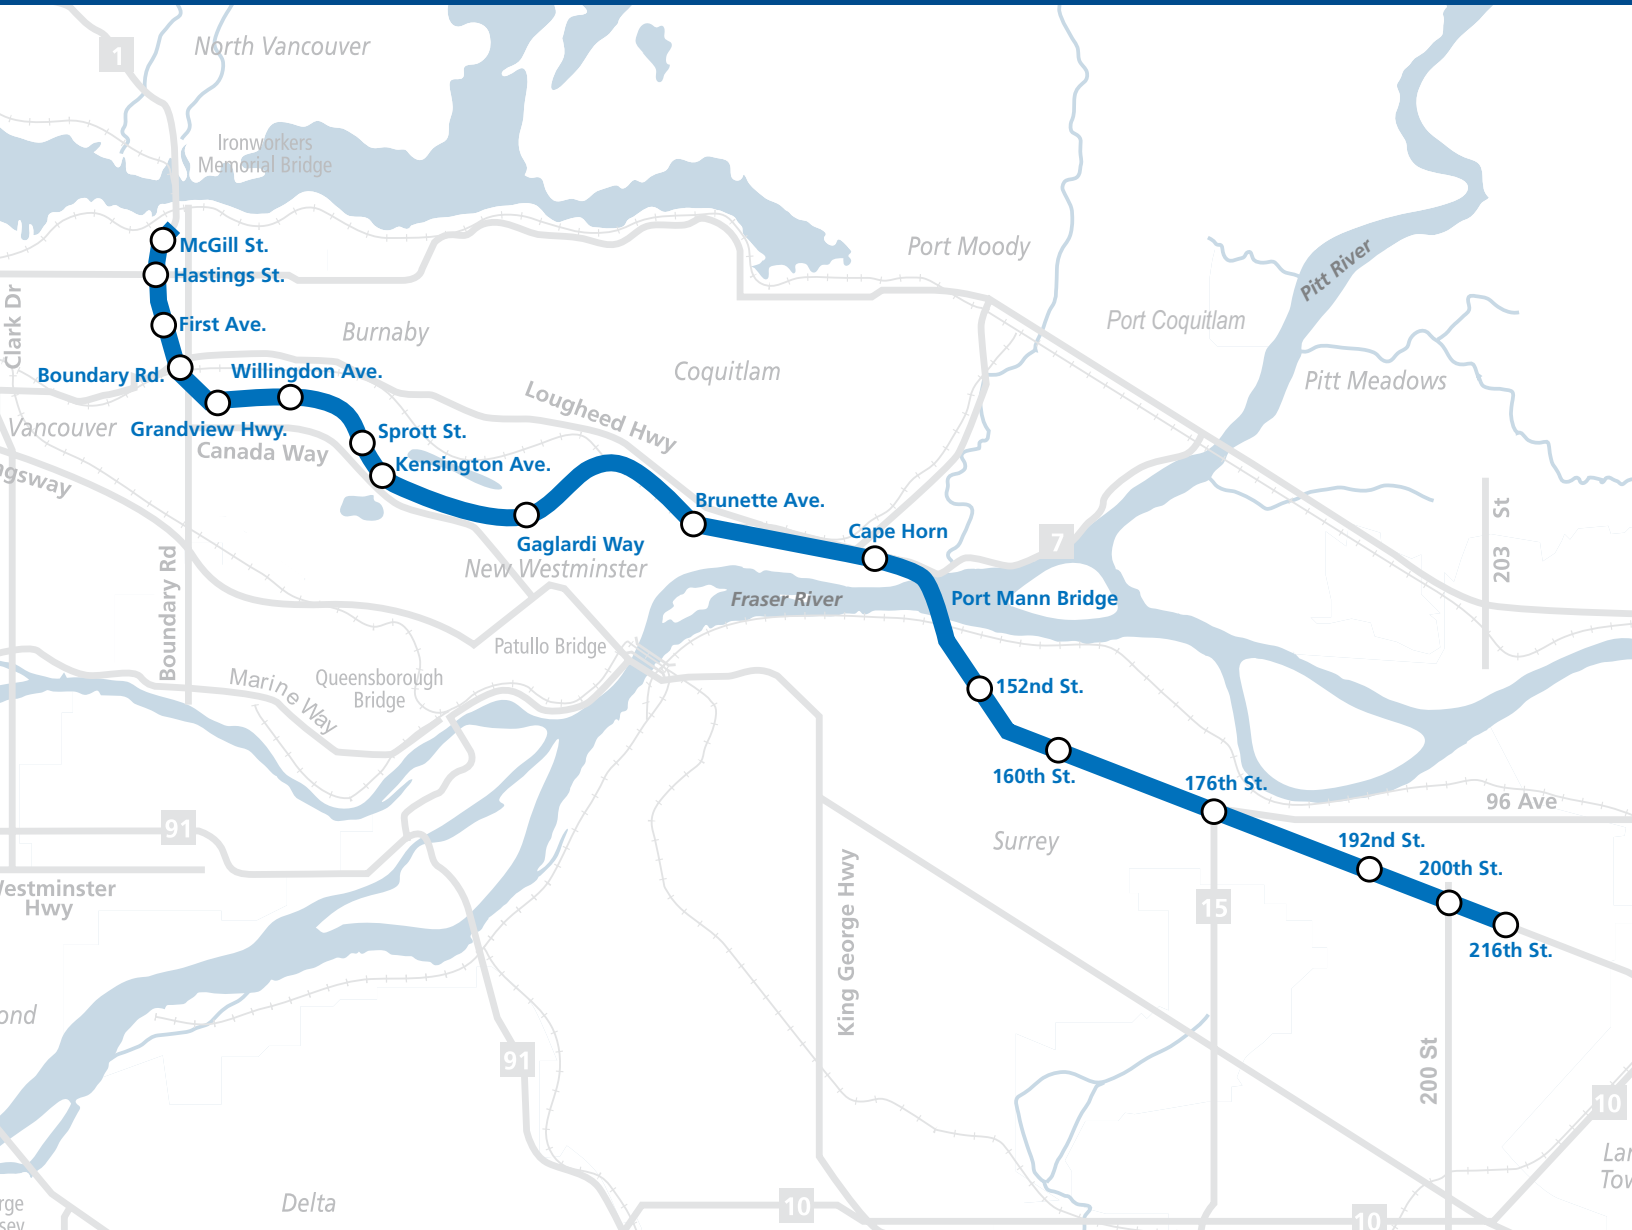 1
North Vancouver
Ironworkers
Memorial Bridge
McGill St.
Hastings St.
Port Moody
Pitt River
Clark Dr
First Ave.
Burnaby
Port Coquitlam
Boundary Rd.
Willingdon Ave.
Coquitlam
Lougheed Hwy
Pitt Meadows
Vancouver
Grandview Hwy.
Canada Way
Sprott St.
Kensington Ave.
gsway
Brunette Ave.
203 St
Cape Horn
7
Gaglardi Way
New Westminster
Boundary Rd
Fraser River
Port Mann Bridge
Patullo Bridge
Marine Way
Queensborough
Bridge
152nd St.
160th St.
176th St.
96 Ave
91
Surrey
192nd St.
200th St.
estminster
Hwy
King George Hwy
15
216th St.
ond
91
200 St
10
Lan
Tow
Delta
rge
sey
10
10